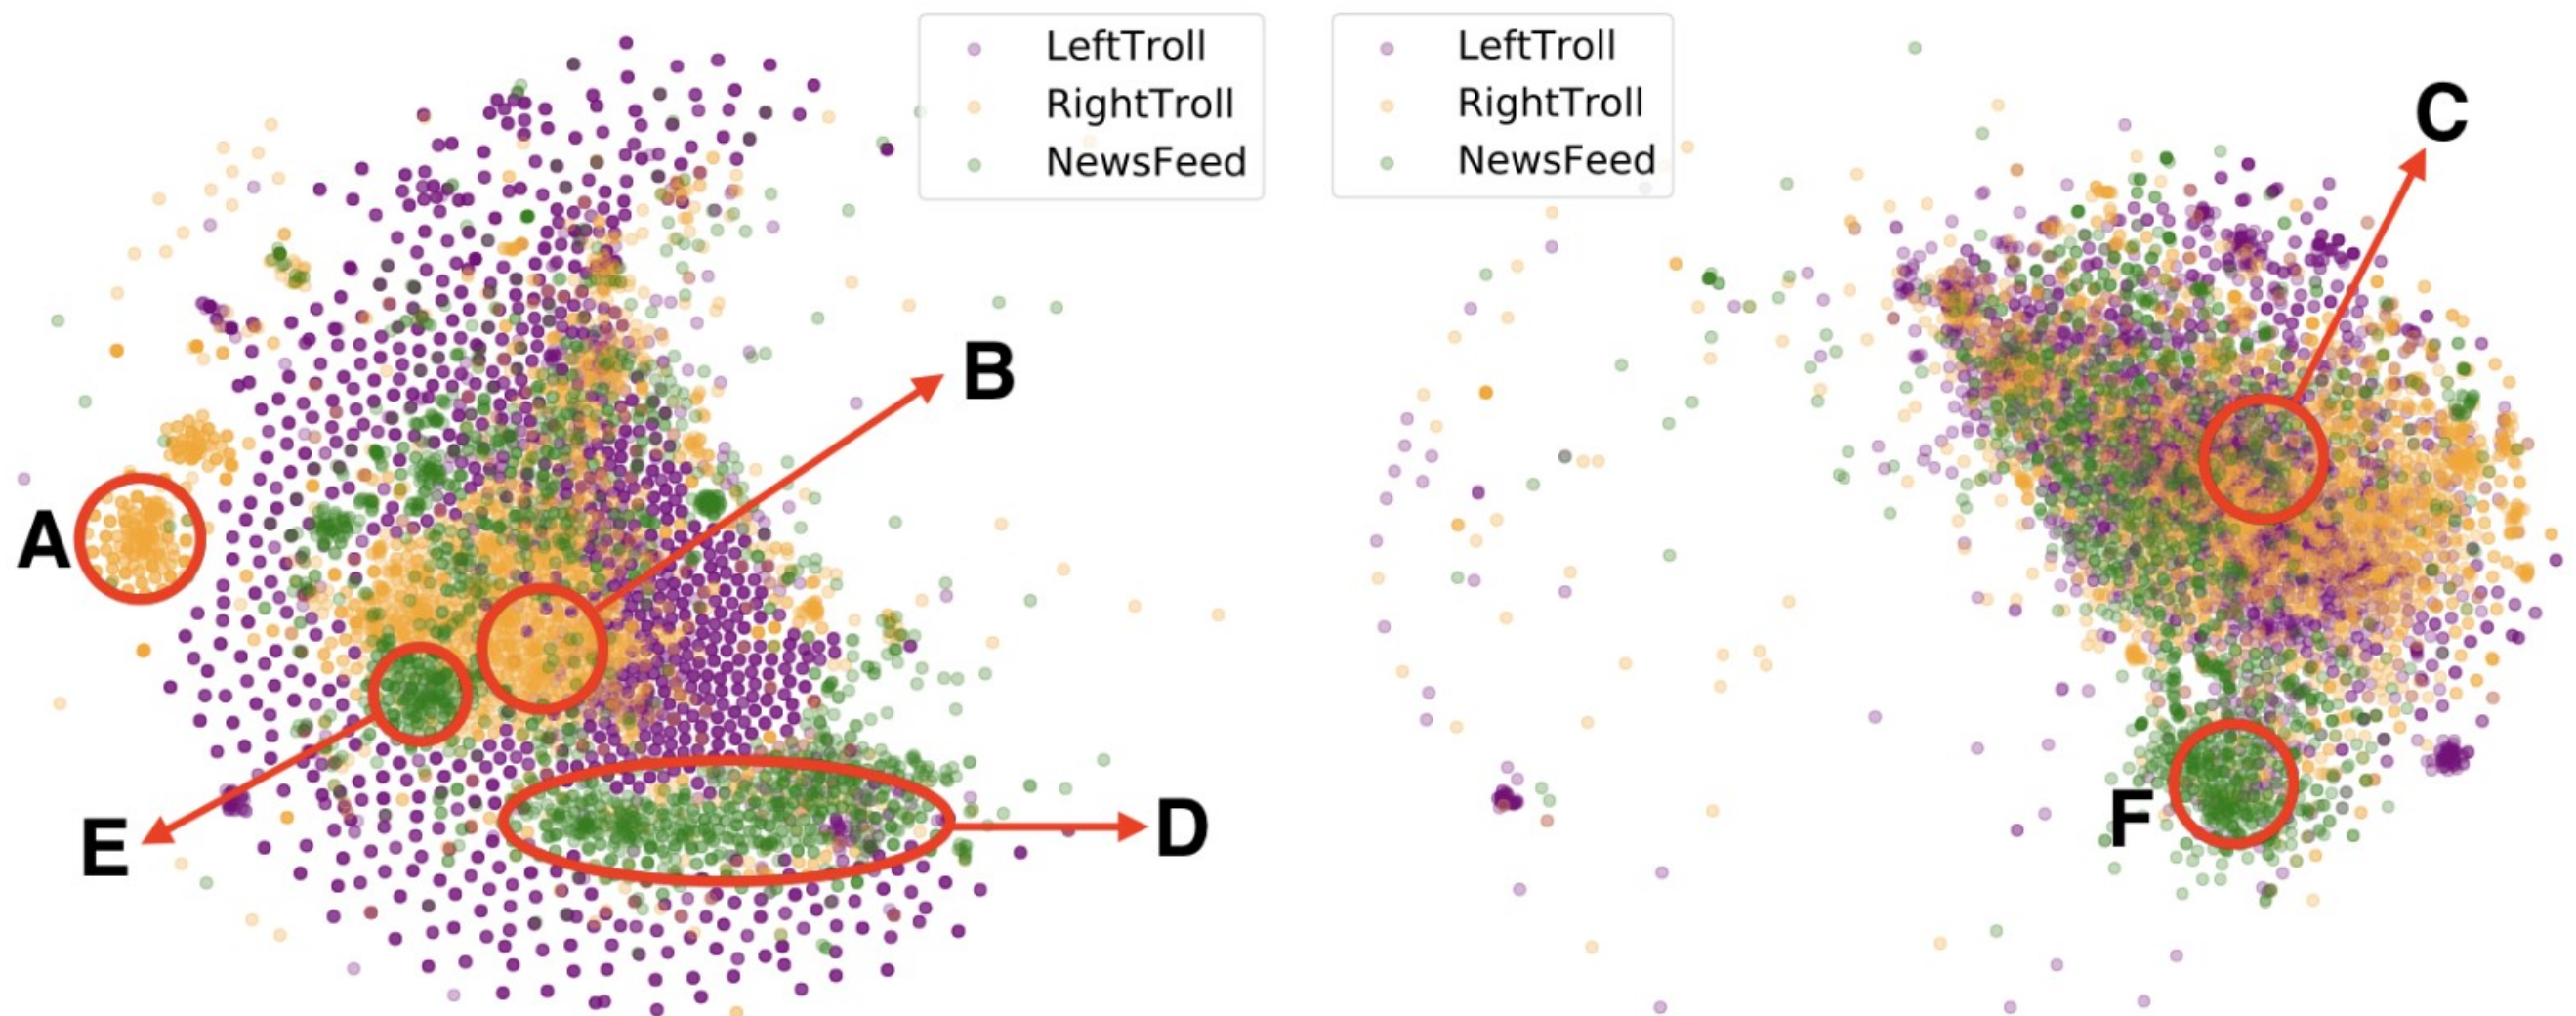 LeftTroll
RightTroll
NewsFeed
LeftTroll
RightTroll
NewsFeed
A
B
C
D
E
F